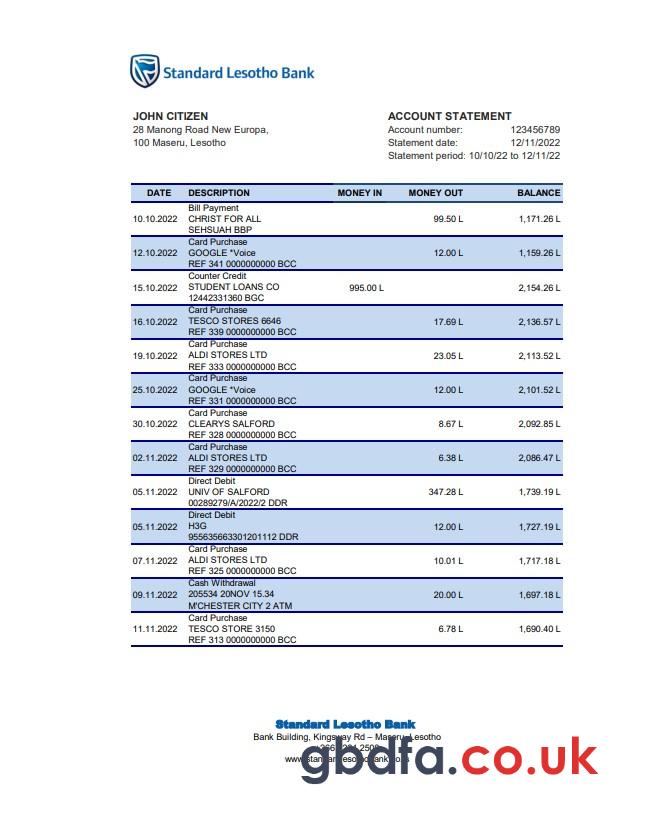 Standard Lesotho Bank
JOHN CITIZEN
28 Manong Road New Europa,
100 Maseru, Lesotho
ACCOUNT STATEMENT
Account number: 123456789
Statement date: 12/11/2022
Statement period: 10/10/22 to 12/11/22
DATE DESCRIPTION MONEY IN MONEY OUT BALANCE
Bill Payment
10.10.2022 CHRIST FOR ALL 99.50 L 1,171.26 L
SEHSUAH BBP
Card Purchase
12.10.2022 GOOGLE *Voice 12.00 L 1,159.26 L
REF 341 0000000000 BCC
Counter Credit
15.10.2022 STUDENT LOANS CO 995.00 L 2,154.26 L
12442331360 BGC
Card Purchase
16.10.2022 TESCO STORES 6646 17.69 L 2,136.57 L
REF 339 0000000000 BCC
Card Purchase
19.10.2022 ALDI STORES LTD 23.05 L 2,113.52 L
REF 333 0000000000 BCC
Card Purchase
25.10.2022 GOOGLE *Voice 12.00 L 2,101.52 L
REF 331 0000000000 BCC
Card Purchase
30.10.2022 CLEARYS SALFORD 8.67 L 2,092.85 L
REF 328 0000000000 BCC
Card Purchase
02.11.2022 ALDI STORES LTD 6.38 L 2,086.47 L
REF 329 0000000000 BCC
Direct Debit
05.11.2022 UNIV OF SALFORD 347.28 L 1,739.19 L
00289279/A/2022/2 DDR
Direct Debit
05.11.2022 H3G 12.00 L 1,727.19 L
955635663301201112 DDR
Card Purchase
07.11.2022 ALDI STORES LTD 10.01 L 1,717.18 L
REF 325 0000000000 BCC
Cash Withdrawal
09.11.2022 205534 20NOV 15.34 20.00 L 1,697.18 L
M'CHESTER CITY 2 ATM
Card Purchase
11.11.2022 TESCO STORE 3150 6.78 L 1,690.40 L
REF 313 0000000000 BCC
Standard Lesotho Bank
Bank Building, Kingsway Rd – Maseru, Lesotho
gbdfa.co.uk